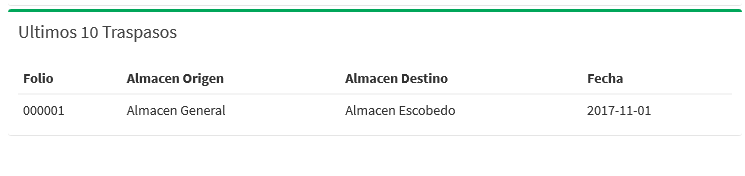 Ultimos 10 Traspasos
Folio Almacen Origen Almacen Destino Fecha
000001 Almacen General Almacen Escobedo 2017-11-01